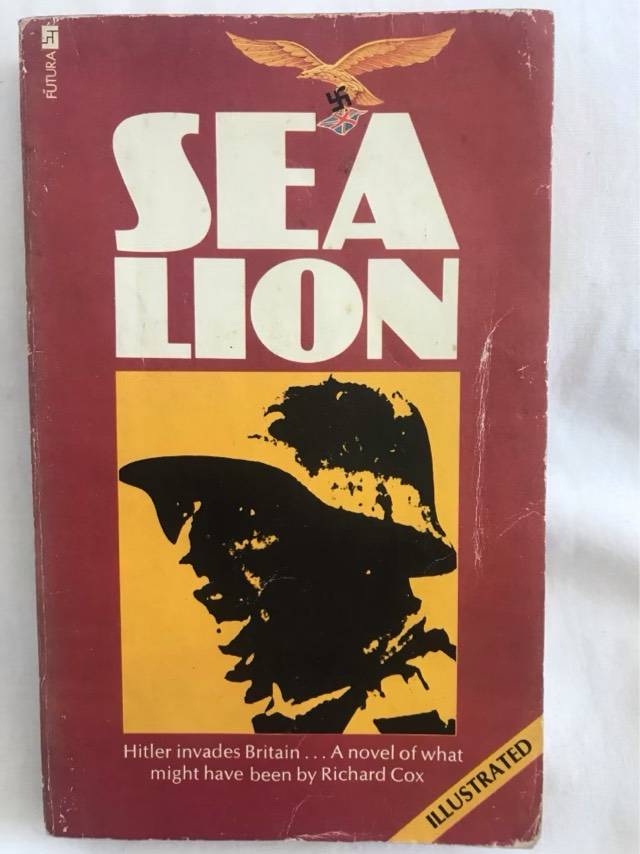 FUTURA
SEA
LION
Hitler invades Britain... A novel of what
might have been by Richard Cox
ILLUSTRATED